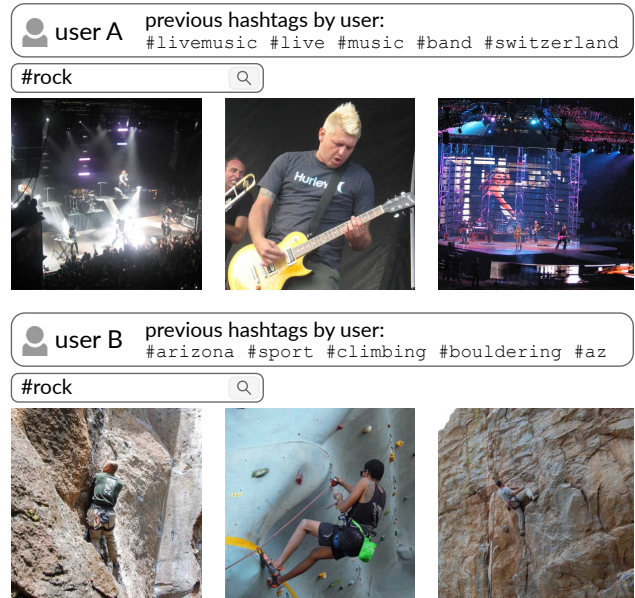 user A
previous hashtags by user:
#livemusic #live #music #band #switzerland
#rock
Hurley
user B
previous hashtags by user:
#arizona #sport #climbing #bouldering #az
#rock